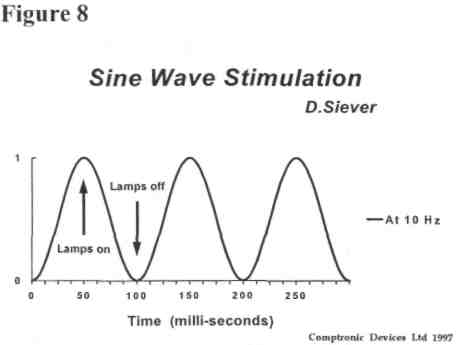 Figure 8
Sine Wave Stimulation
D.Siever
1
Lamps off
At 10 Hz
Lamps on
0
0 50 100 150 200 250
Time (milli-seconds)
Comptronic Devices Ltd 1997